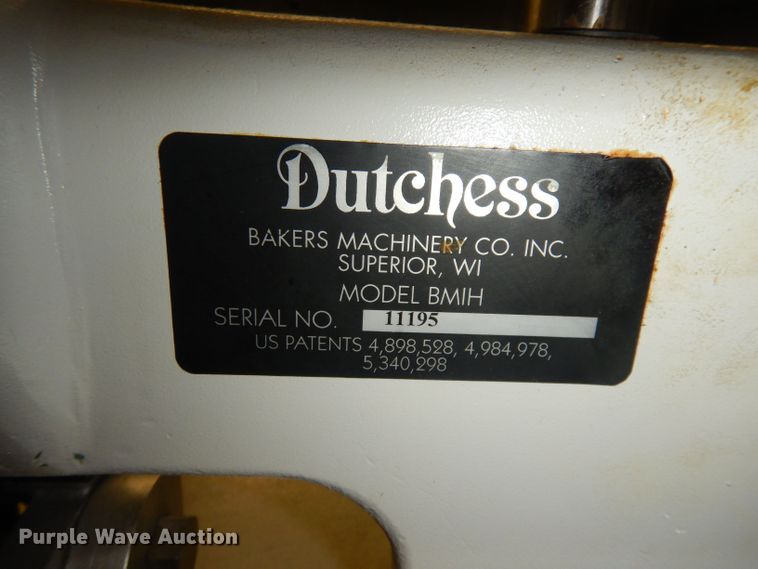 Dutchess
BAKERS MACHINERY CO. INC.
SUPERIOR, WI
MODEL BMIH
SERIAL NO. 11195
US PATENTS 4,898,528, 4,984,978,
5,340,298
Purple Wave Auction